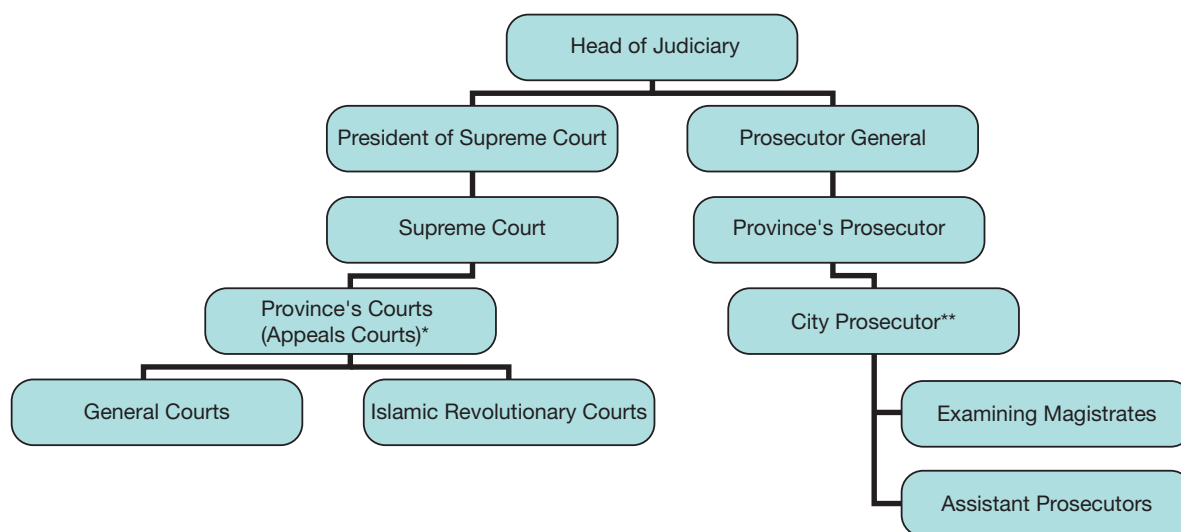 Head of Judiciary
President of Supreme Court
Prosecutor General
Supreme Court
Province's Prosecutor
Province's Courts
(Appeals Courts)*
City Prosecutor**
General Courts
Islamic Revolutionary Courts
Examining Magistrates
Assistant Prosecutors